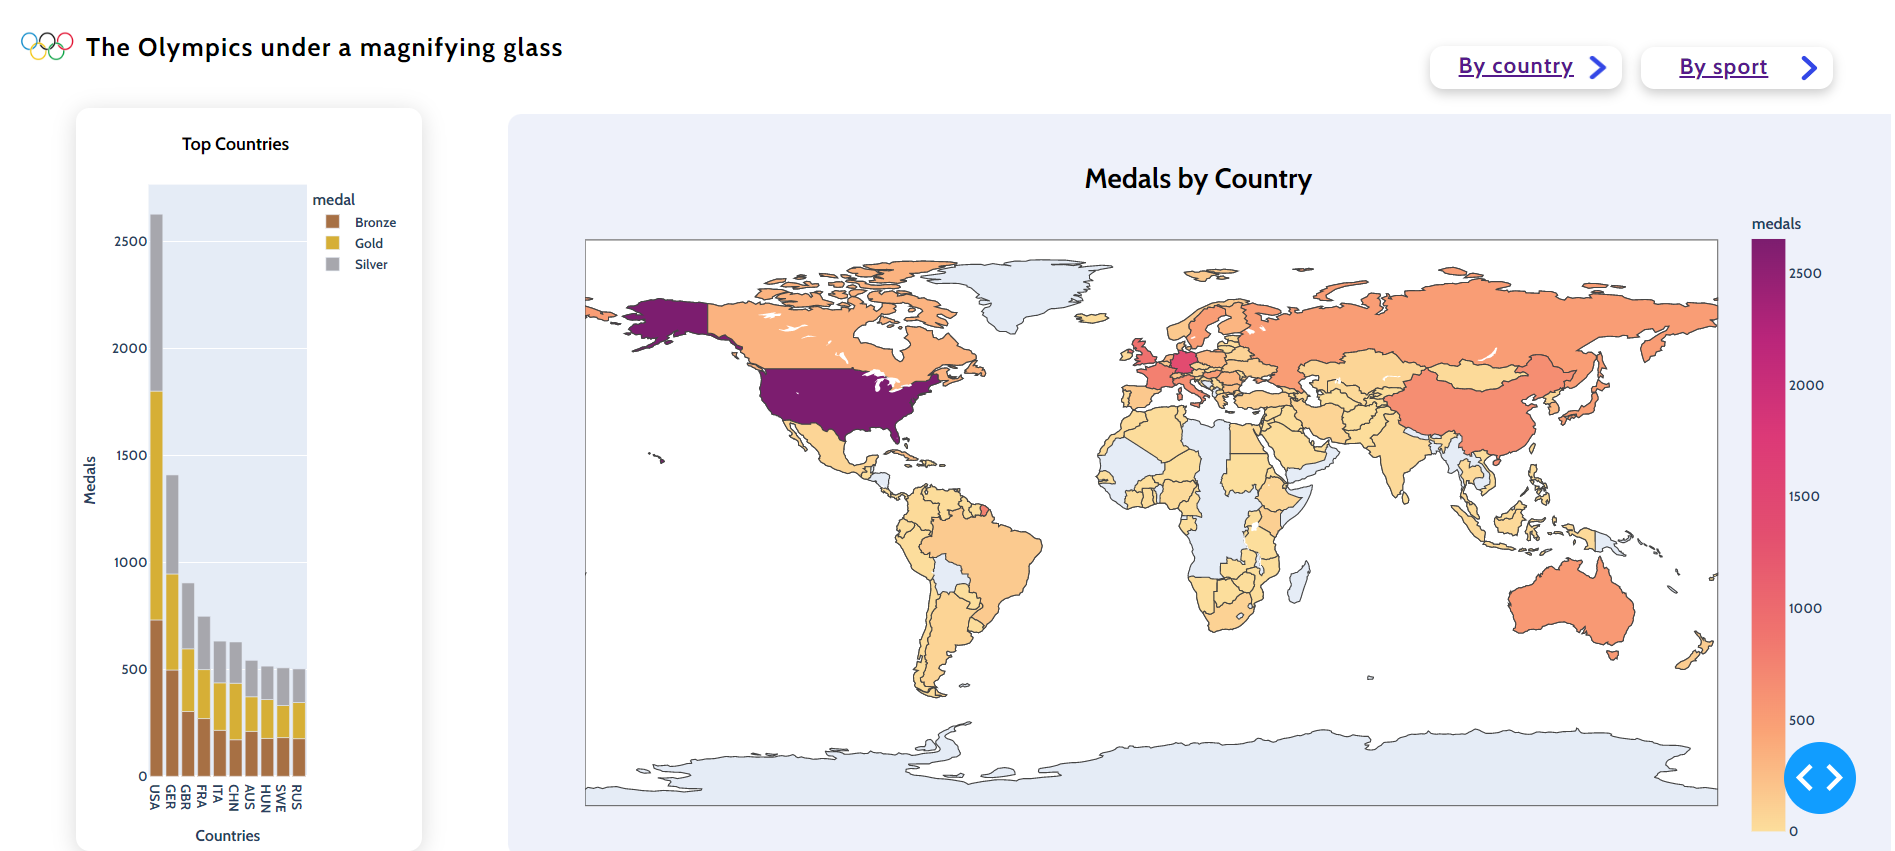 The Olympics under a magnifying glass
By country
By sport
Top Countries
medal
Bronze
Gold
Silver
Medals
2500
2000
1500
1000
500
0
USA
GER
GBR
FRA
ITA
CHN
AUS
HUN
SWE
RUS
Countries
Medals by Country
medals
2500
2000
1500
1000
500
0